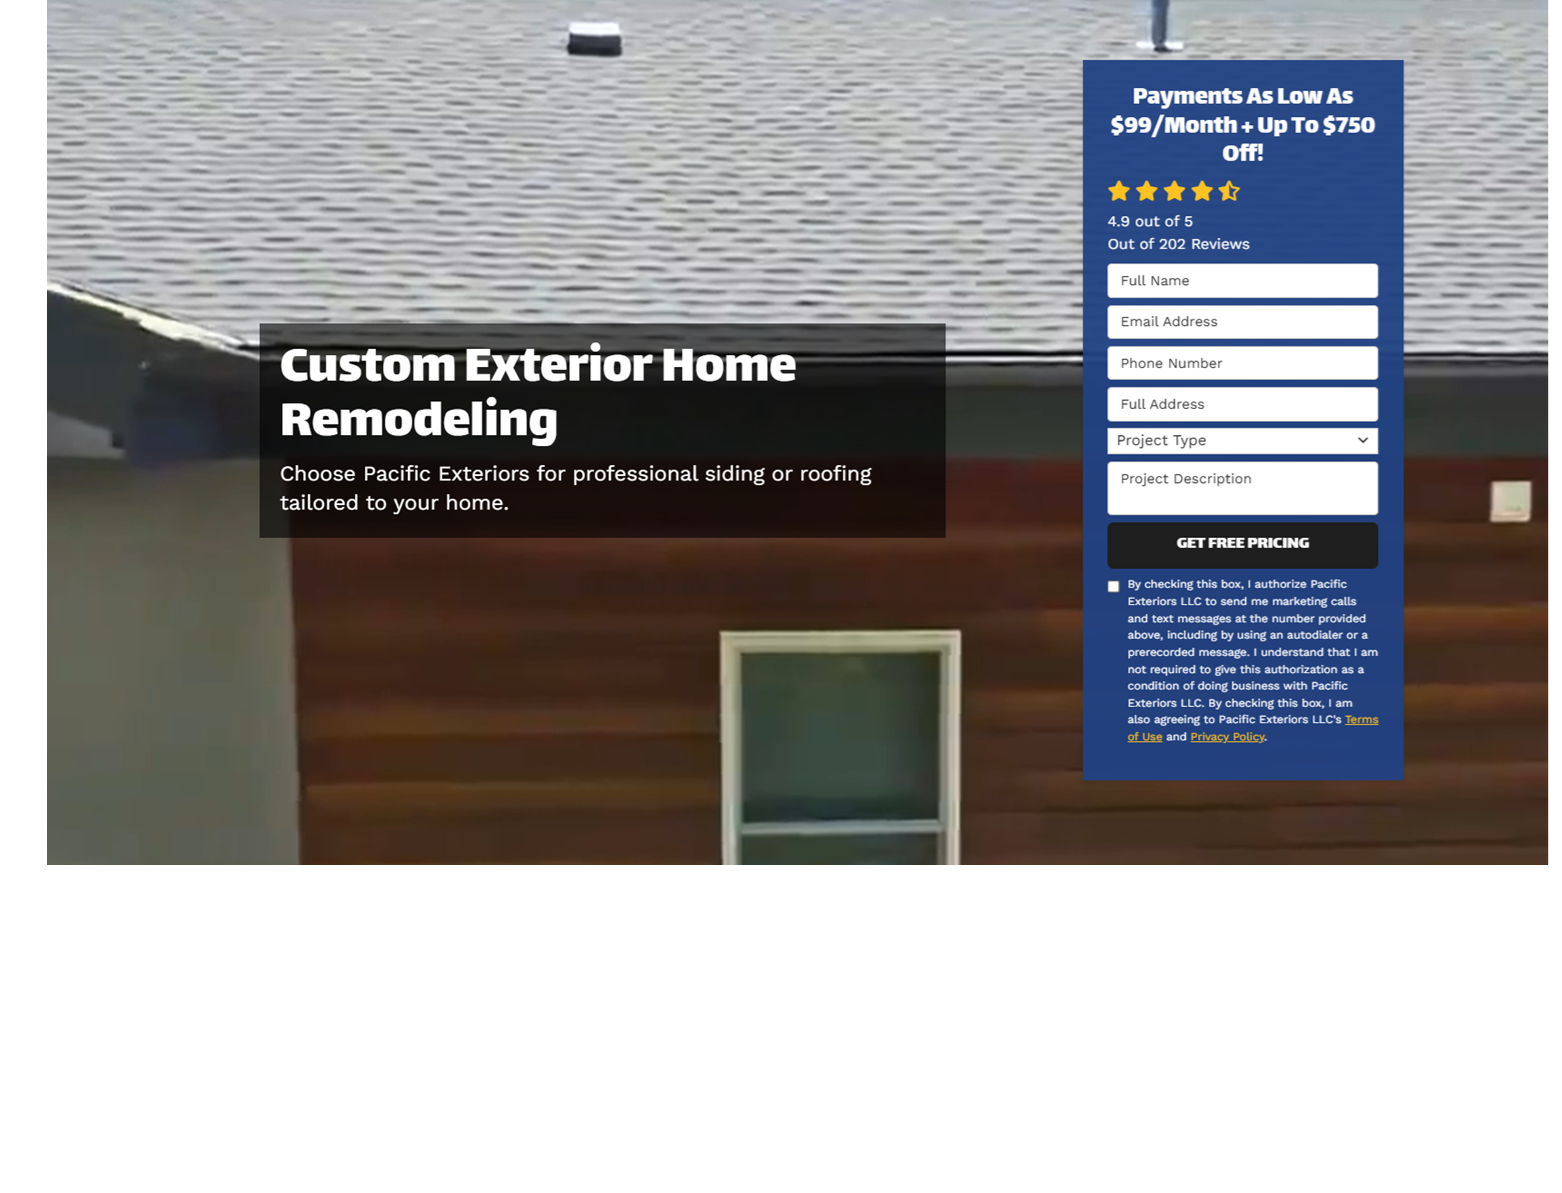 Custom Exterior Home
Remodeling
Choose Pacific Exteriors for professional siding or roofing
tailored to your home.
Payments As Low As
$99/Month + Up To $750
Off!
4.9 out of 5
Out of 202 Reviews
Full Name
Email Address
Phone Number
Full Address
Project Type
Project Description
GET FREE PRICING
By checking this box, I authorize Pacific
Exteriors LLC to send me marketing calls
and text messages at the number provided
above, including by using an autodialer or a
prerecorded message. I understand that I am
not required to give this authorization as a
condition of doing business with Pacific
Exteriors LLC. By checking this box, I am
also agreeing to Pacific Exteriors LLC's Terms
of Use and Privacy Policy.